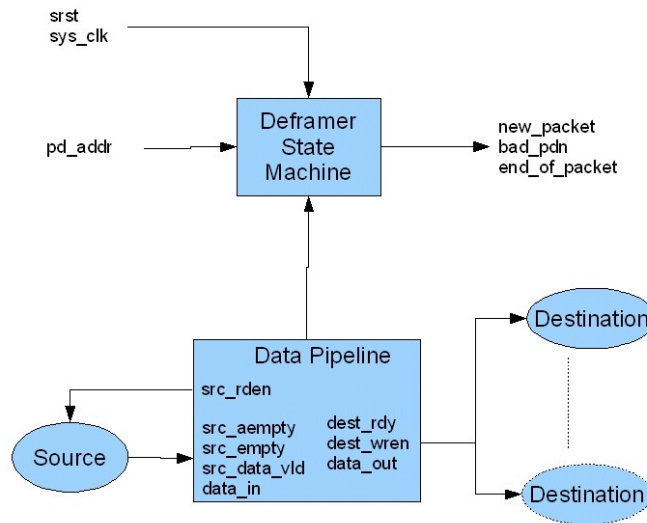 srst
sys_clk
pd_addr
Deframer
State
Machine
new_packet
bad_pdn
end_of_packet
Data Pipeline
src_rden
src_aempty
src_empty
src_data_vld
data_in
dest_rdy
dest_wren
data_out
Source
Destination
Destination